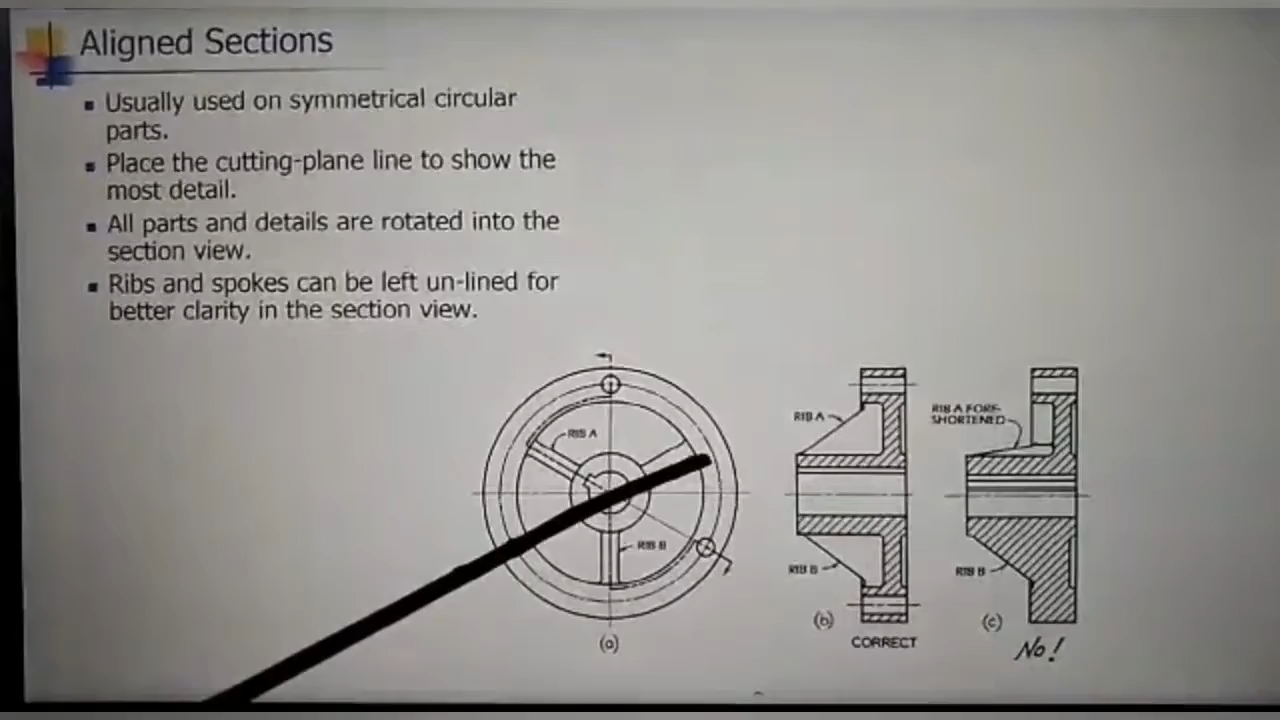 Aligned Sections
Usually used on symmetrical circular
parts.
Place the cutting-plane line to show the
most detail.
All parts and details are rotated into the
section view.
Ribs and spokes can be left un-lined for
better clarity in the section view.
RIB A
RIB B
(a)
RIB A
RIB B
(b)
CORRECT
RIB A FORE-
SHORTENED
RIB B
(c)
No!